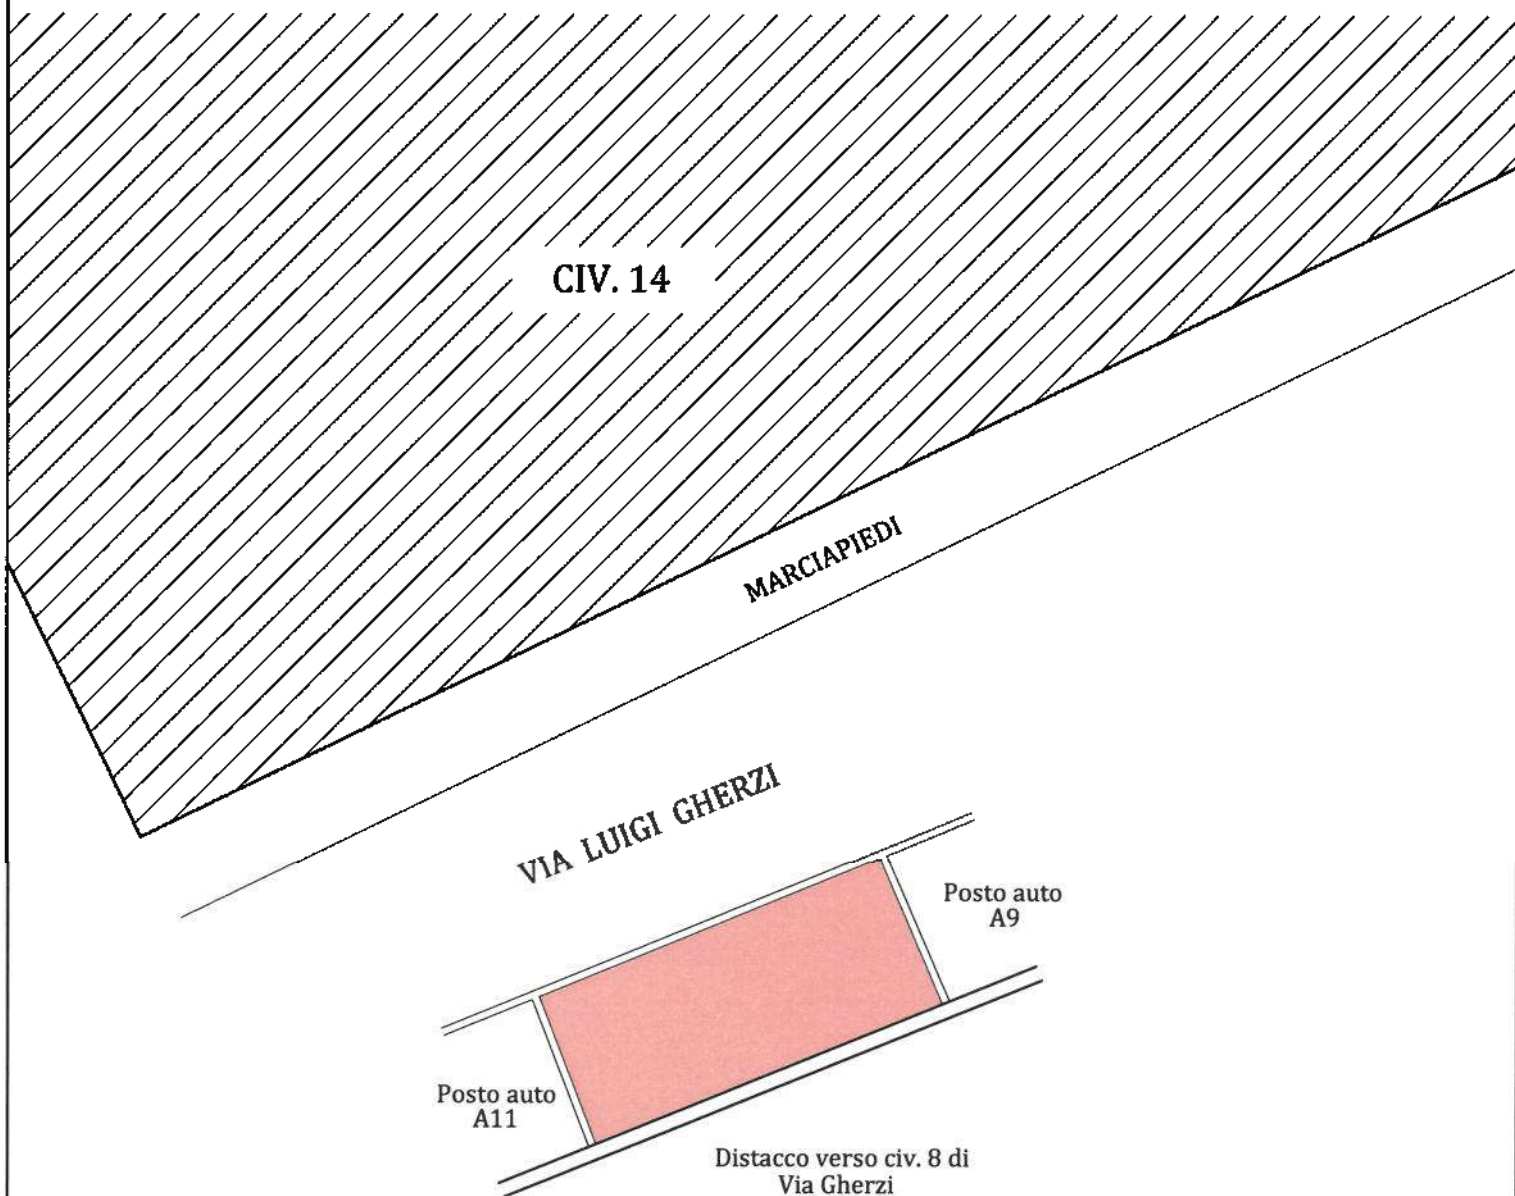 CIV. 14
MARCIAPIEDI
VIA LUIGI GHERZI
Posto auto
A9
Posto auto
A11
Distacco verso civ. 8 di
Via Gherzi